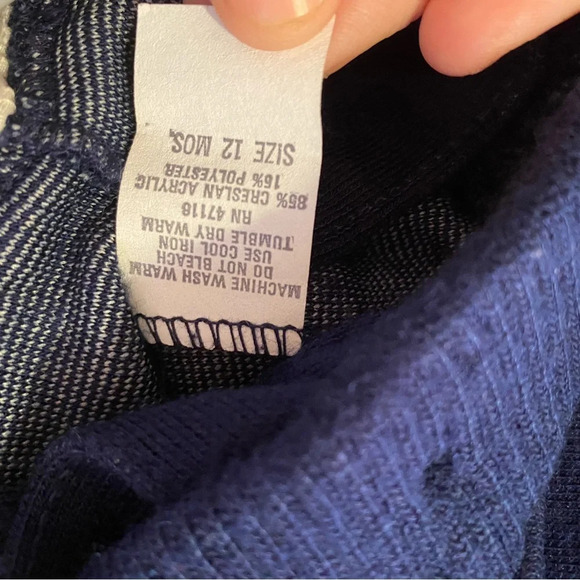 SIZE 12 MOS.
16% POLYESTER
85% CRESLAN ACRYLIC
RN 47116
TUMBLE DRY WARM
USE COOL IRON
DO NOT BLEACH
MACHINE WASH WARM